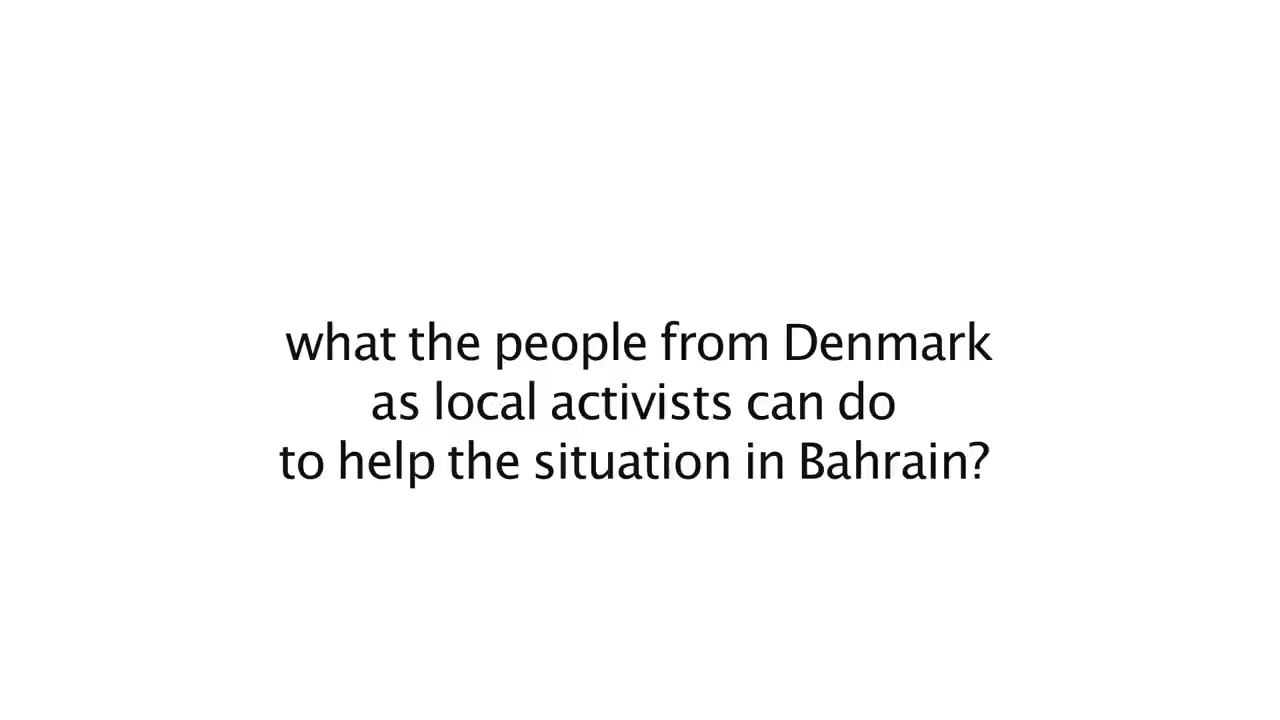 what the people from Denmark
as local activists can do
to help the situation in Bahrain?